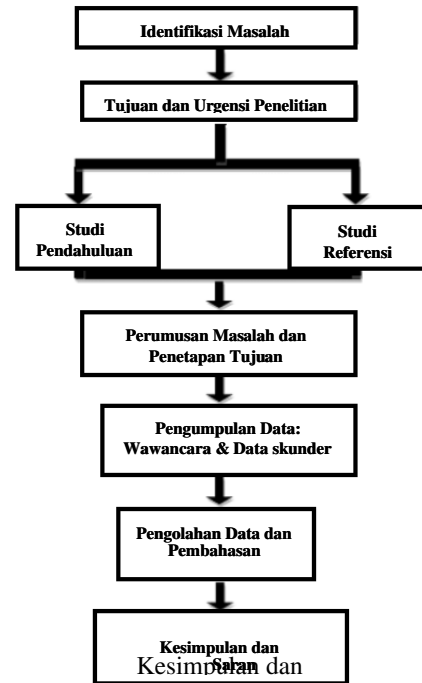 Identifikasi Masalah
Tujuan dan Urgensi Penelitian
Studi
Pendahuluan
Studi
Referensi
Perumusan Masalah dan
Penetapan Tujuan
Pengumpulan Data:
Wawancara & Data skunder
Pengolahan Data dan
Pembahasan
Kesimpulan dan
Saran
Kesimpulan dan